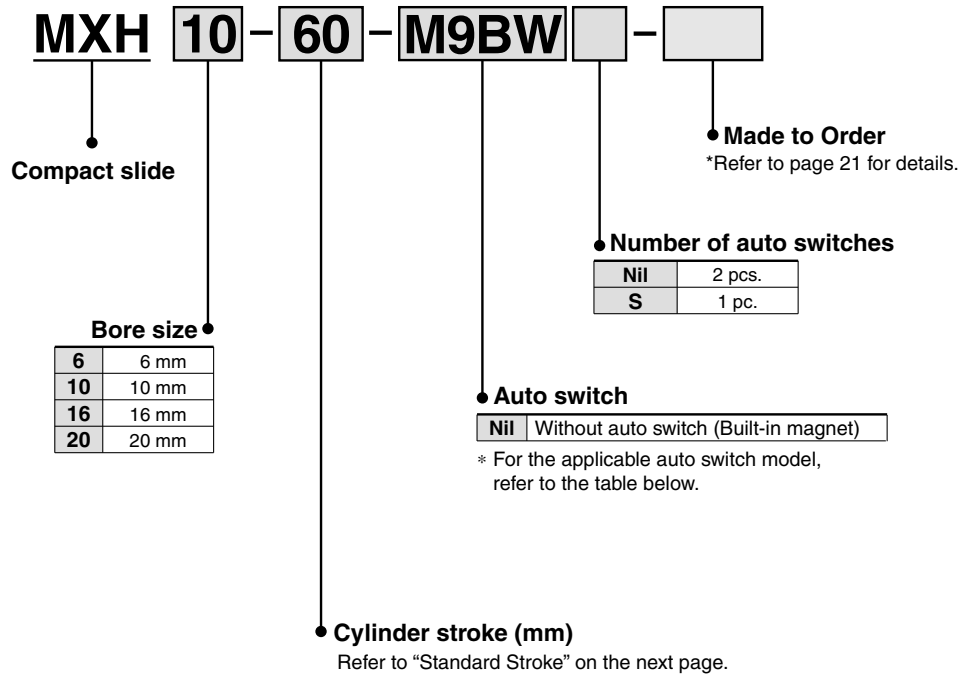 MXH 10 – 60 – M9BW –
Made to Order
*Refer to page 21 for details.
Compact slide
Number of auto switches
Nil 2 pcs.
S 1 pc.
Bore size
6 6 mm
10 10 mm
16 16 mm
20 20 mm
Auto switch
Nil Without auto switch (Built-in magnet)
* For the applicable auto switch model,
refer to the table below.
Cylinder stroke (mm)
Refer to “Standard Stroke” on the next page.